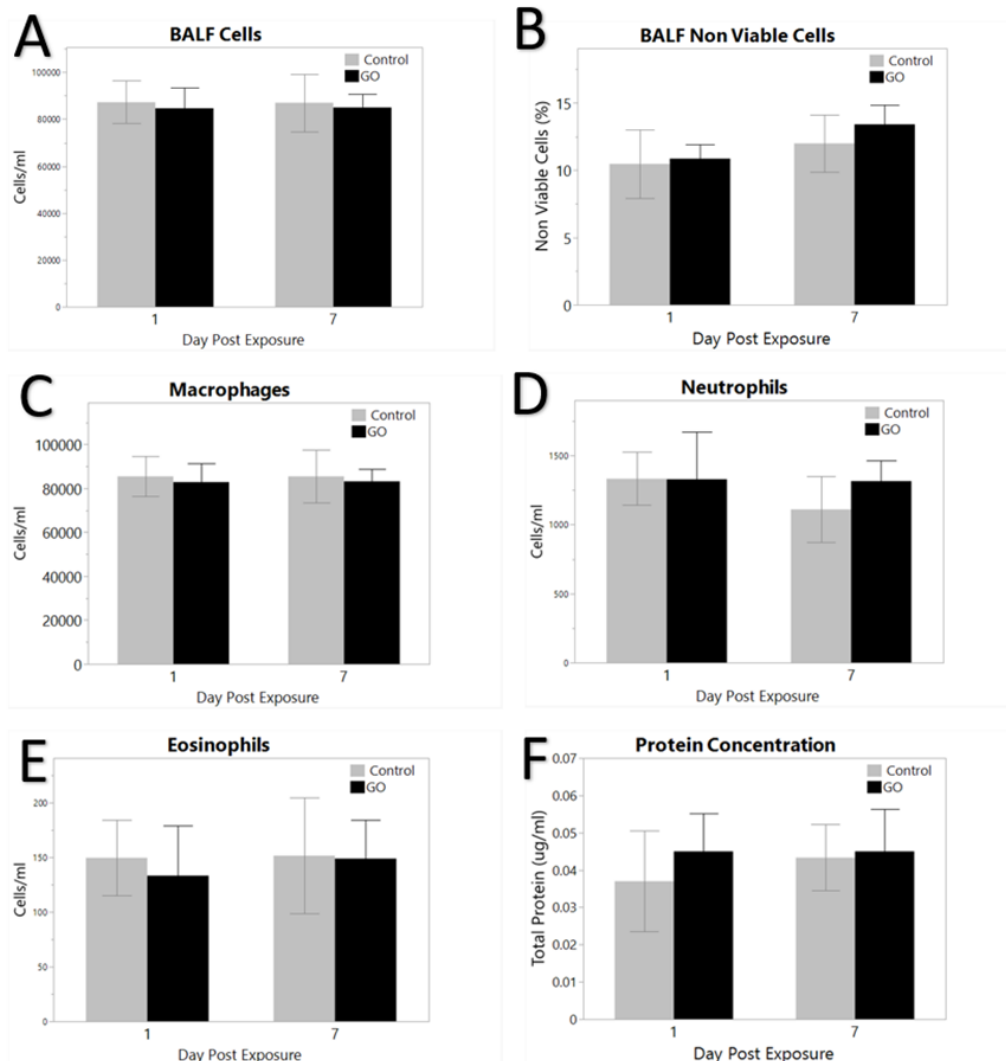 A
BALF Cells
Control
GO
100000
80000
60000
40000
20000
0
Cells/ml
1
7
Day Post Exposure
B
BALF Non Viable Cells
Control
GO
15
10
5
0
Non Viable Cells (%)
1
7
Day Post Exposure
C
Macrophages
Control
GO
100000
80000
60000
40000
20000
0
Cells/ml
1
7
Day Post Exposure
D
Neutrophils
Control
GO
1500
1000
500
0
Cells/ml
1
7
Day Post Exposure
E
Eosinophils
Control
GO
200
150
100
50
0
Cells/ml
1
7
Day Post Exposure
F
Protein Concentration
Control
GO
0.07
0.06
0.05
0.04
0.03
0.02
0.01
0
Total Protein (ug/ml)
1
7
Day Post Exposure